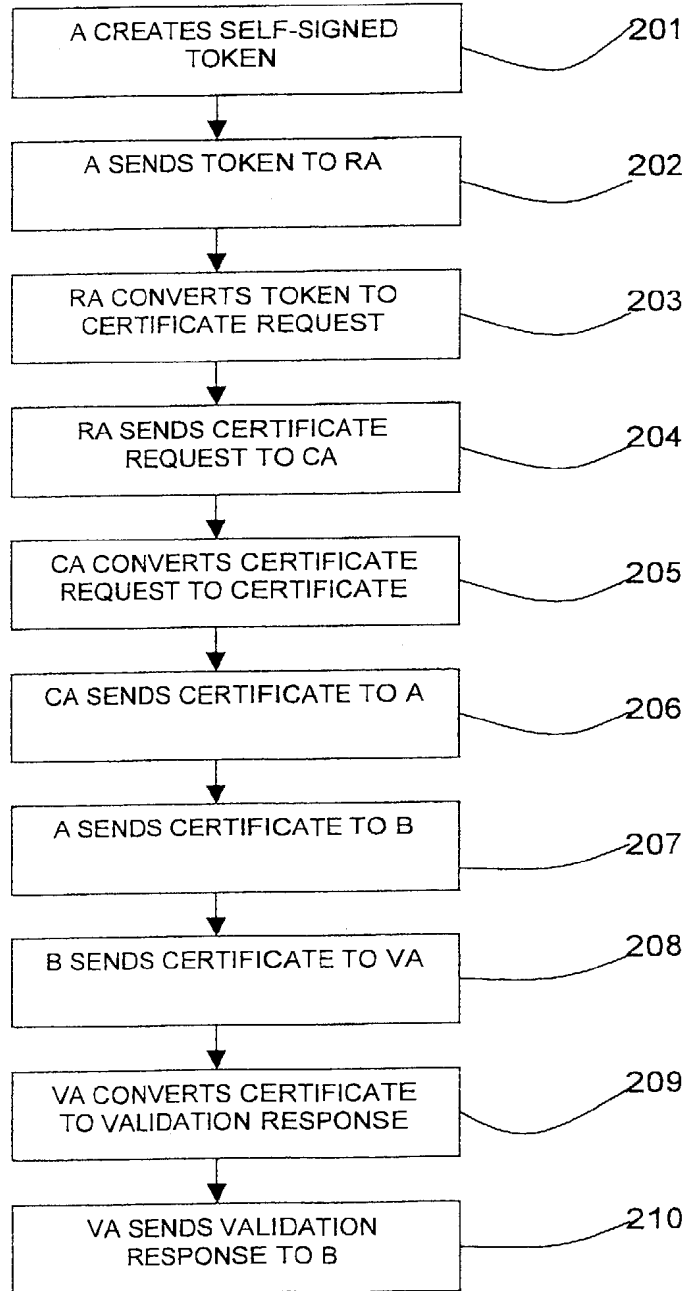 A CREATES SELF-SIGNED
TOKEN
201
A SENDS TOKEN TO RA
202
RA CONVERTS TOKEN TO
CERTIFICATE REQUEST
203
RA SENDS CERTIFICATE
REQUEST TO CA
204
CA CONVERTS CERTIFICATE
REQUEST TO CERTIFICATE
205
CA SENDS CERTIFICATE TO A
206
A SENDS CERTIFICATE TO B
207
B SENDS CERTIFICATE TO VA
208
VA CONVERTS CERTIFICATE
TO VALIDATION RESPONSE
209
VA SENDS VALIDATION
RESPONSE TO B
210